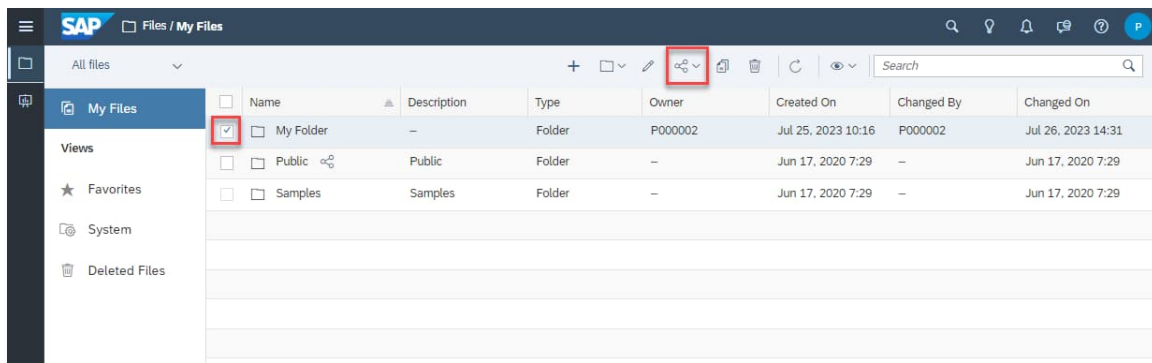 SAP Files / My Files P
All files Search
My Files Name Description Type Owner Created On Changed By Changed On
My Folder – Folder P000002 Jul 25, 2023 10:16 P000002 Jul 26, 2023 14:31
Views
Public Public Folder – Jun 17, 2020 7:29 – Jun 17, 2020 7:29
Favorites Samples Samples Folder – Jun 17, 2020 7:29 – Jun 17, 2020 7:29
System
Deleted Files